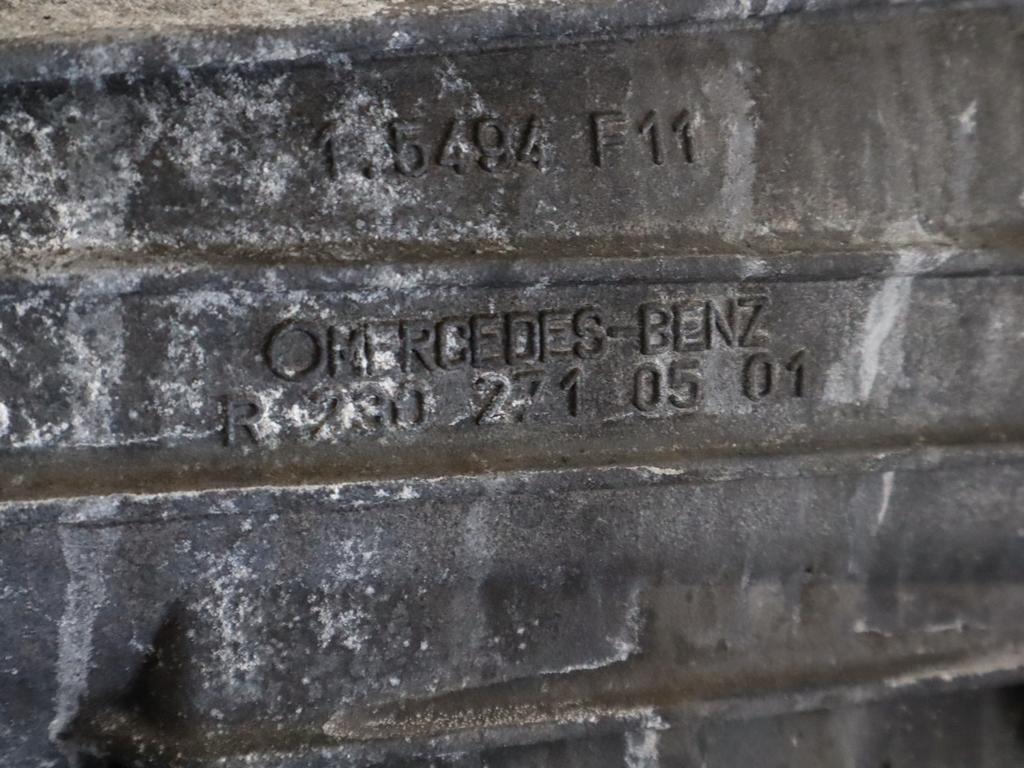 1.5494 F11
MERCEDES-BENZ
R 230 271 05 01